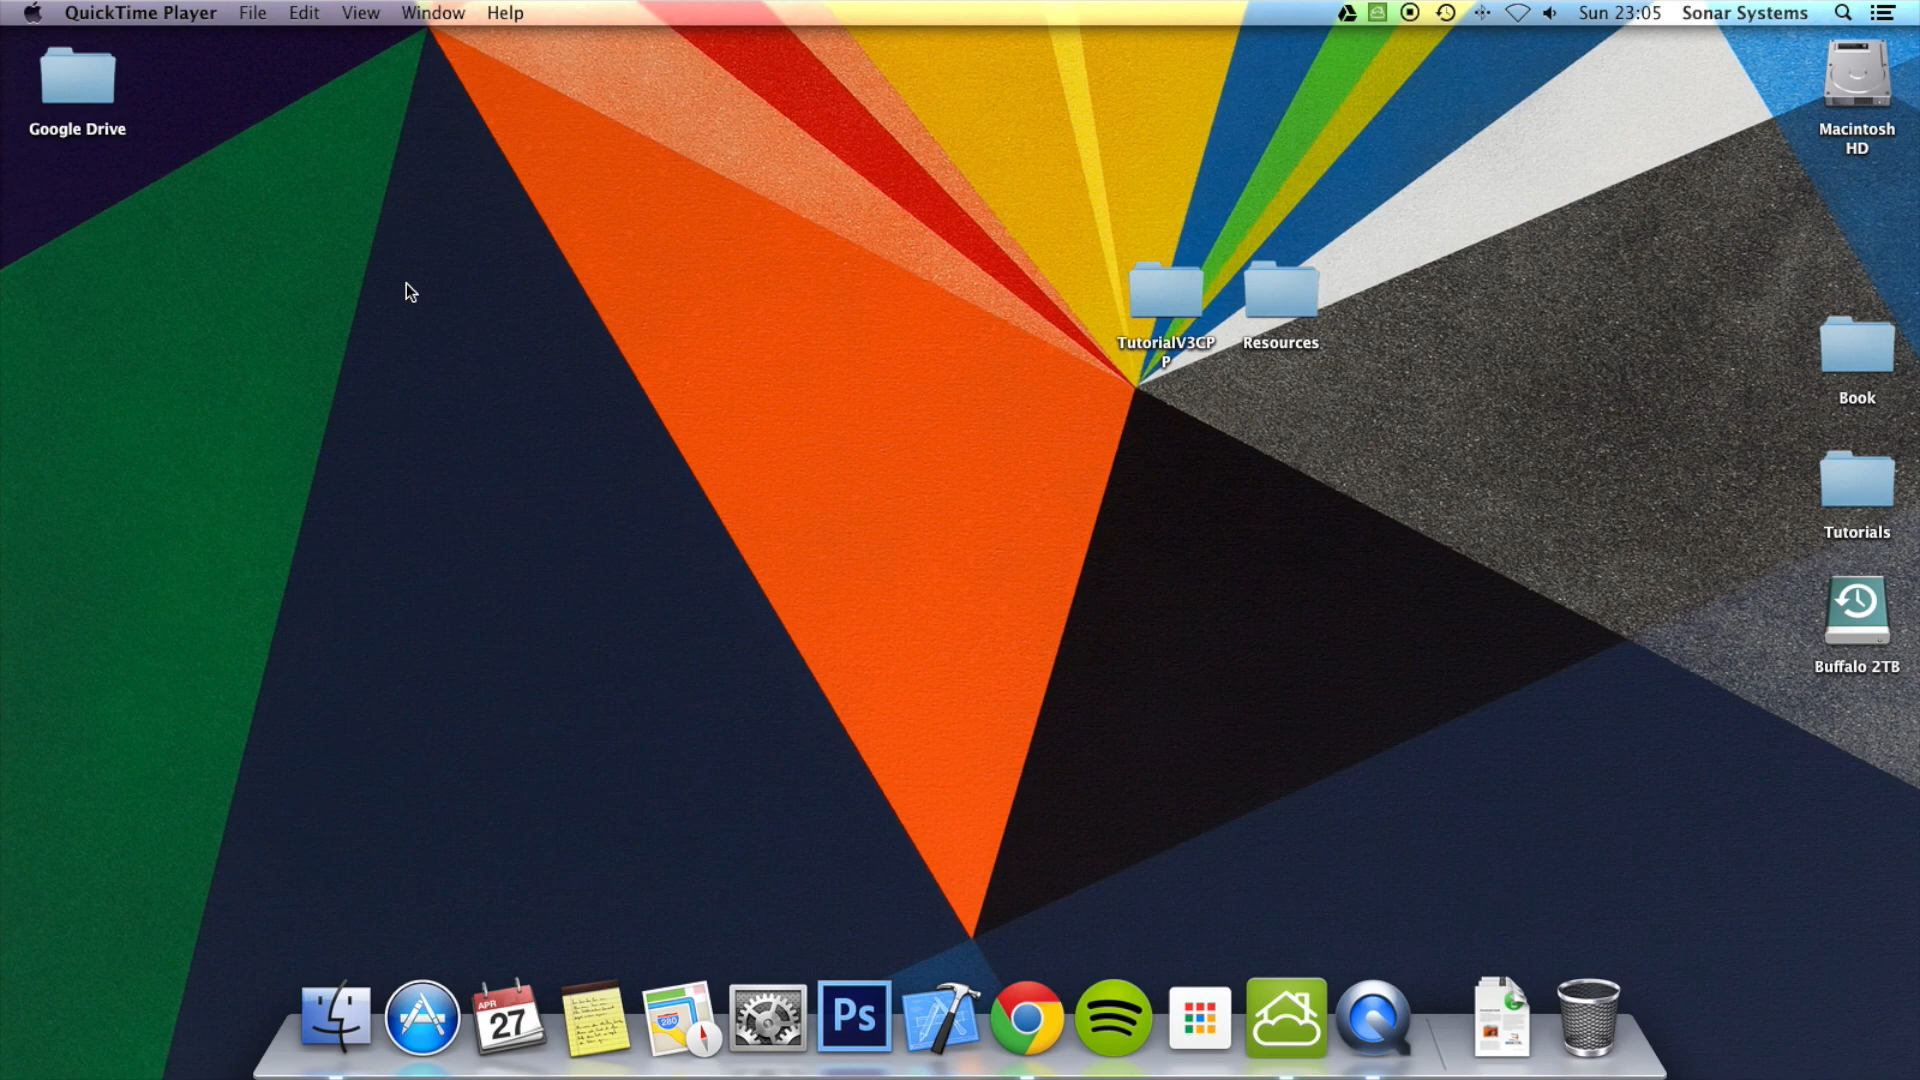 QuickTime Player File Edit View Window Help Sun 23:05 Sonar Systems
Google Drive
Macintosh
HD
TutorialV3CP
P
Resources
Book
Tutorials
Buffalo 2TB
APR
27
280
Ps